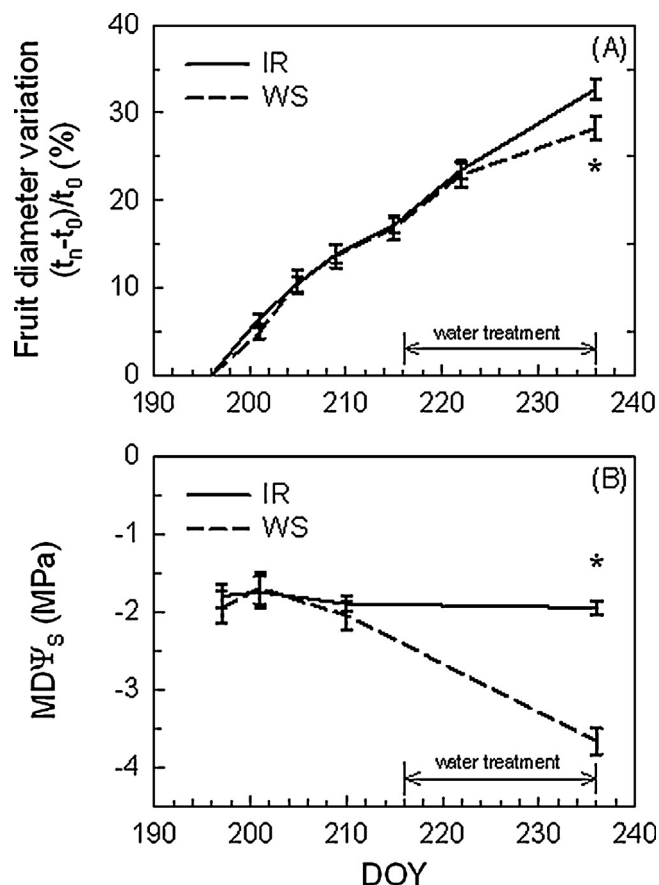 40
(A)
IR
WS
30
20
10
0
*
water treatment
Fruit diameter variation
(tn-t0)/t0 (%)
190 200 210 220 230 240
0
(B)
IR
WS
-1
-2
-3
-4
*
water treatment
MDΨS (MPa)
190 200 210 220 230 240
DOY